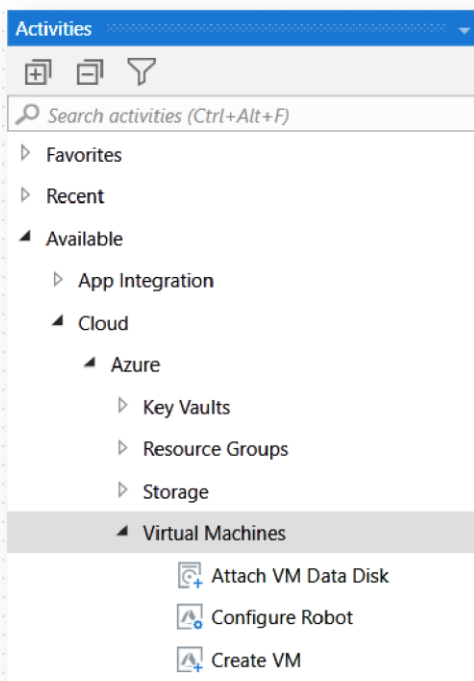 Activities
Search activities (Ctrl+Alt+F)
Favorites
Recent
Available
App Integration
Cloud
Azure
Key Vaults
Resource Groups
Storage
Virtual Machines
Attach VM Data Disk
Configure Robot
Create VM